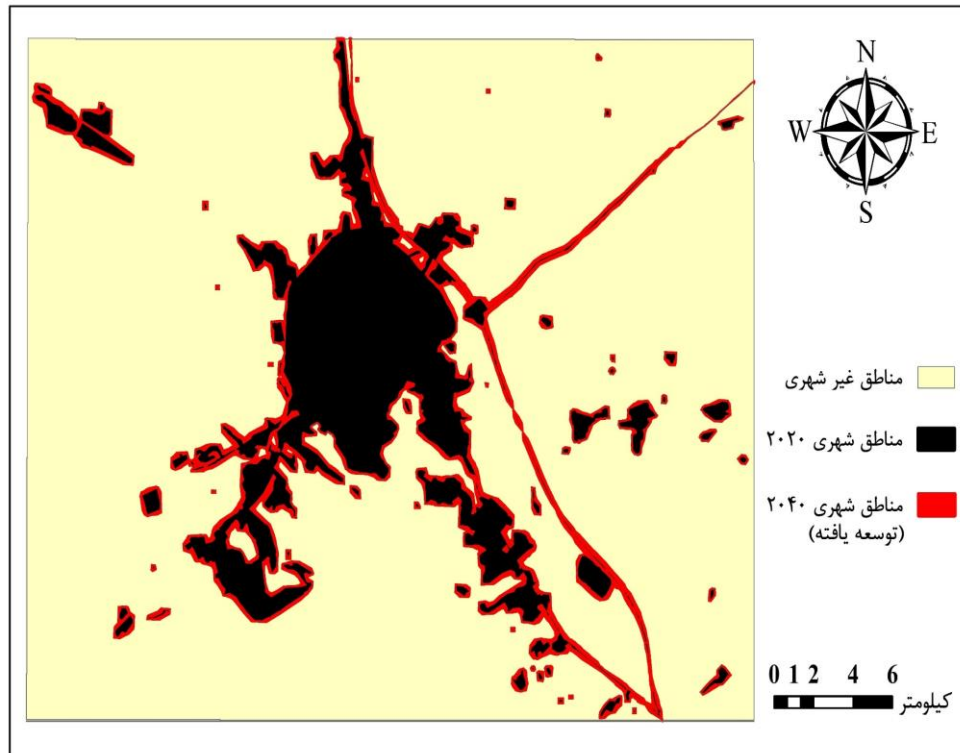 N
W E
S
مناطق غیر شهری
مناطق شهری ۲۰۲۰
مناطق شهری ۲۰۴۰
(توسعه یافته)
0 1 2 4 6
کیلومتر